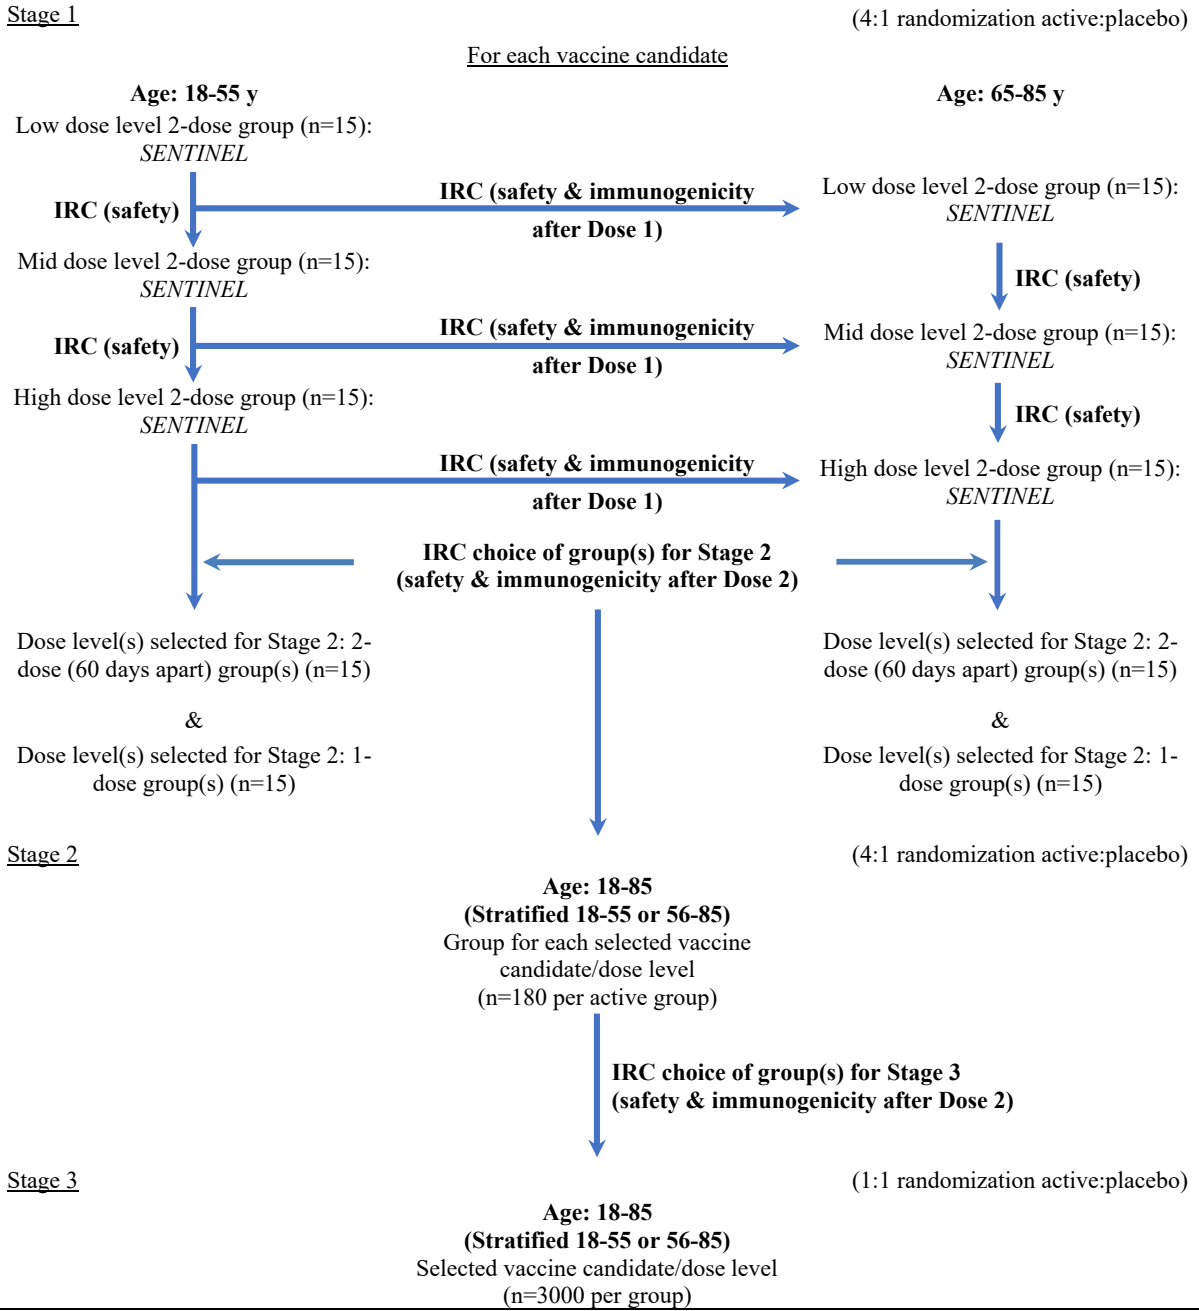 Stage 1
(4:1 randomization active:placebo)
For each vaccine candidate
Age: 18-55 y
Age: 65-85 y
Low dose level 2-dose group (n=15):
SENTINEL
IRC (safety)
IRC (safety & immunogenicity
after Dose 1)
Low dose level 2-dose group (n=15):
SENTINEL
Mid dose level 2-dose group (n=15):
SENTINEL
IRC (safety)
IRC (safety)
IRC (safety & immunogenicity
after Dose 1)
Mid dose level 2-dose group (n=15):
SENTINEL
High dose level 2-dose group (n=15):
SENTINEL
IRC (safety)
IRC (safety & immunogenicity
after Dose 1)
High dose level 2-dose group (n=15):
SENTINEL
IRC choice of group(s) for Stage 2
(safety & immunogenicity after Dose 2)
Dose level(s) selected for Stage 2: 2-
dose (60 days apart) group(s) (n=15)
&
Dose level(s) selected for Stage 2: 1-
dose group(s) (n=15)
Dose level(s) selected for Stage 2: 2-
dose (60 days apart) group(s) (n=15)
&
Dose level(s) selected for Stage 2: 1-
dose group(s) (n=15)
Stage 2
(4:1 randomization active:placebo)
Age: 18-85
(Stratified 18-55 or 56-85)
Group for each selected vaccine
candidate/dose level
(n=180 per active group)
IRC choice of group(s) for Stage 3
(safety & immunogenicity after Dose 2)
Stage 3
(1:1 randomization active:placebo)
Age: 18-85
(Stratified 18-55 or 56-85)
Selected vaccine candidate/dose level
(n=3000 per group)